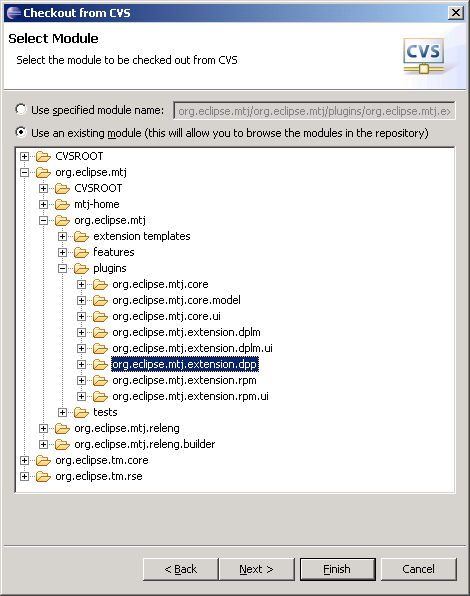 Checkout from CVS
Select Module
Select the module to be checked out from CVS
CVS
Use specified module name: org.eclipse.mtj/org.eclipse.mtj/plugins/org.eclipse.mtj.ex
Use an existing module (this will allow you to browse the modules in the repository)
CVSROOT
org.eclipse.mtj
CVSROOT
mtj-home
org.eclipse.mtj
extension templates
features
plugins
org.eclipse.mtj.core
org.eclipse.mtj.core.model
org.eclipse.mtj.core.ui
org.eclipse.mtj.extension.dplm
org.eclipse.mtj.extension.dplm.ui
org.eclipse.mtj.extension.dpp
org.eclipse.mtj.extension.rpm
org.eclipse.mtj.extension.rpm.ui
tests
org.eclipse.mtj.releng
org.eclipse.mtj.releng.builder
org.eclipse.tm.core
org.eclipse.tm.rse
< Back Next > Finish Cancel